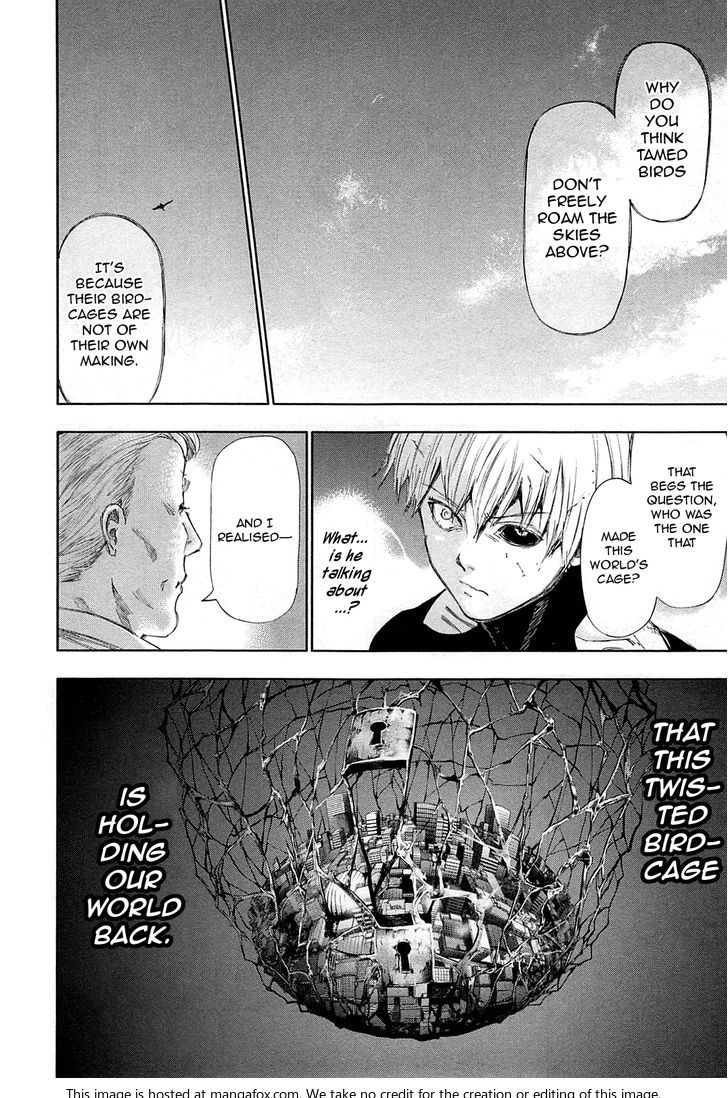 WHY
DO
YOU
THINK
TAMED
BIRDS
DON'T
FREELY
ROAM THE
SKIES
ABOVE?
IT'S
BECAUSE
THEIR BIRD-
CAGES ARE
NOT OF
THEIR OWN
MAKING.
THAT
BEGS THE
QUESTION,
WHO WAS
THE ONE
THAT
MADE
THIS
WORLD'S
CAGE?
What...
is he
talking
about
...?
AND I
REALISED—
THAT
THIS
TWIS-
TED
BIRD-
CAGE
IS
HOL-
DING
OUR
WORLD
BACK.
This image is hosted at mangafox.com. We take no credit for the creation or editing of this image.